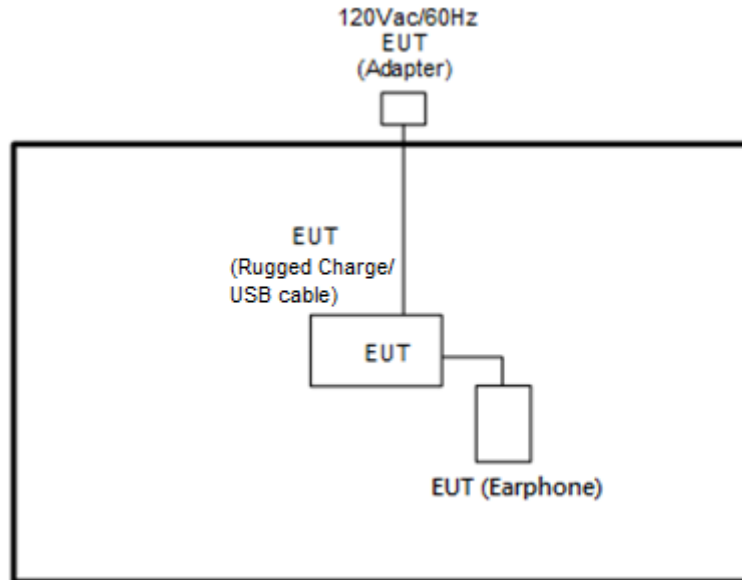 120Vac/60Hz
EUT
(Adapter)
EUT
(Rugged Charge/
USB cable)
EUT
EUT (Earphone)